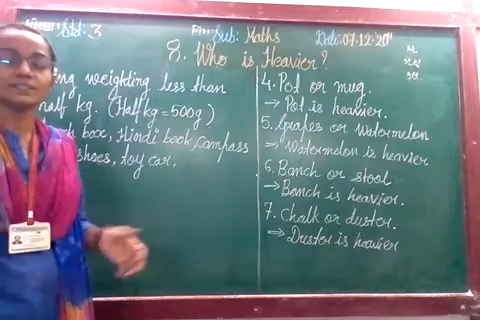 Std: 3
Sub: Maths
Date: 07.12.20
8. Who is Heavier?
weighting less than
half kg. (Half kg = 500g)
box, Hindi book, compass
shoes, toy car.
4. Pot or mug.
→ Pot is heavier.
5. Grapes or Watermelon
⇒ Watermelon is heavier
6. Bench or stool
→ Bench is heavier.
7. Chalk or duster.
⇒ Duster is heavier